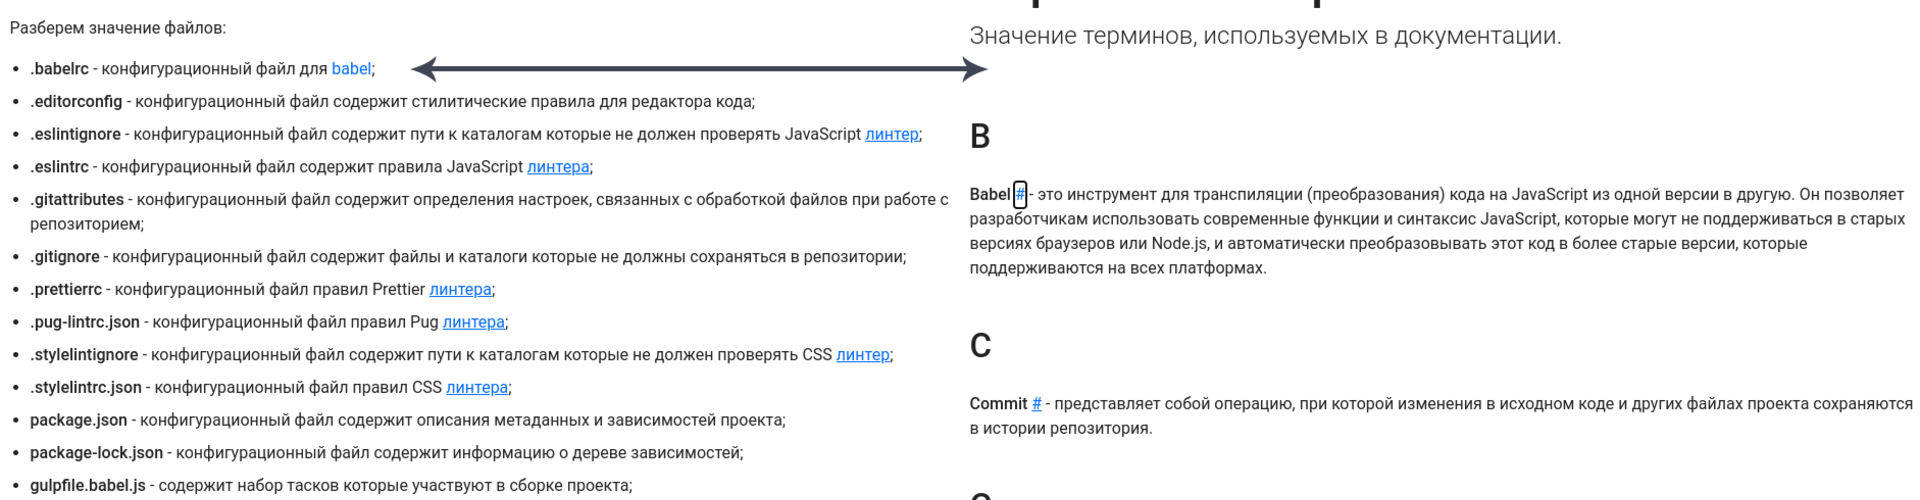 Разберем значение файлов:
• .babelrc - конфигурационный файл для babel;
• .editorconfig - конфигурационный файл содержит стилитические правила для редактора кода;
• .eslintignore - конфигурационный файл содержит пути к каталогам которые не должен проверять JavaScript линтер;
• .eslintrc - конфигурационный файл содержит правила JavaScript линтера;
• .gitattributes - конфигурационный файл содержит определения настроек, связанных с обработкой файлов при работе с
репозиторием;
• .gitignore - конфигурационный файл содержит файлы и каталоги которые не должны сохраняться в репозитории;
• .prettierrc - конфигурационный файл правил Prettier линтера;
• .pug-lintrc.json - конфигурационный файл правил Pug линтера;
• .stylelintignore - конфигурационный файл содержит пути к каталогам которые не должен проверять CSS линтер;
• .stylelintrc.json - конфигурационный файл правил CSS линтера;
• package.json - конфигурационный файл содержит описания метаданных и зависимостей проекта;
• package-lock.json - конфигурационный файл содержит информацию о дереве зависимостей;
• gulpfile.babel.js - содержит набор тасков которые участвуют в сборке проекта;
Значение терминов, используемых в документации.
B
Babel # - это инструмент для транспиляции (преобразования) кода на JavaScript из одной версии в другую. Он позволяет
разработчикам использовать современные функции и синтаксис JavaScript, которые могут не поддерживаться в старых
версиях браузеров или Node.js, и автоматически преобразовывать этот код в более старые версии, которые
поддерживаются на всех платформах.
C
Commit # - представляет собой операцию, при которой изменения в исходном коде и других файлах проекта сохраняются
в истории репозитория.